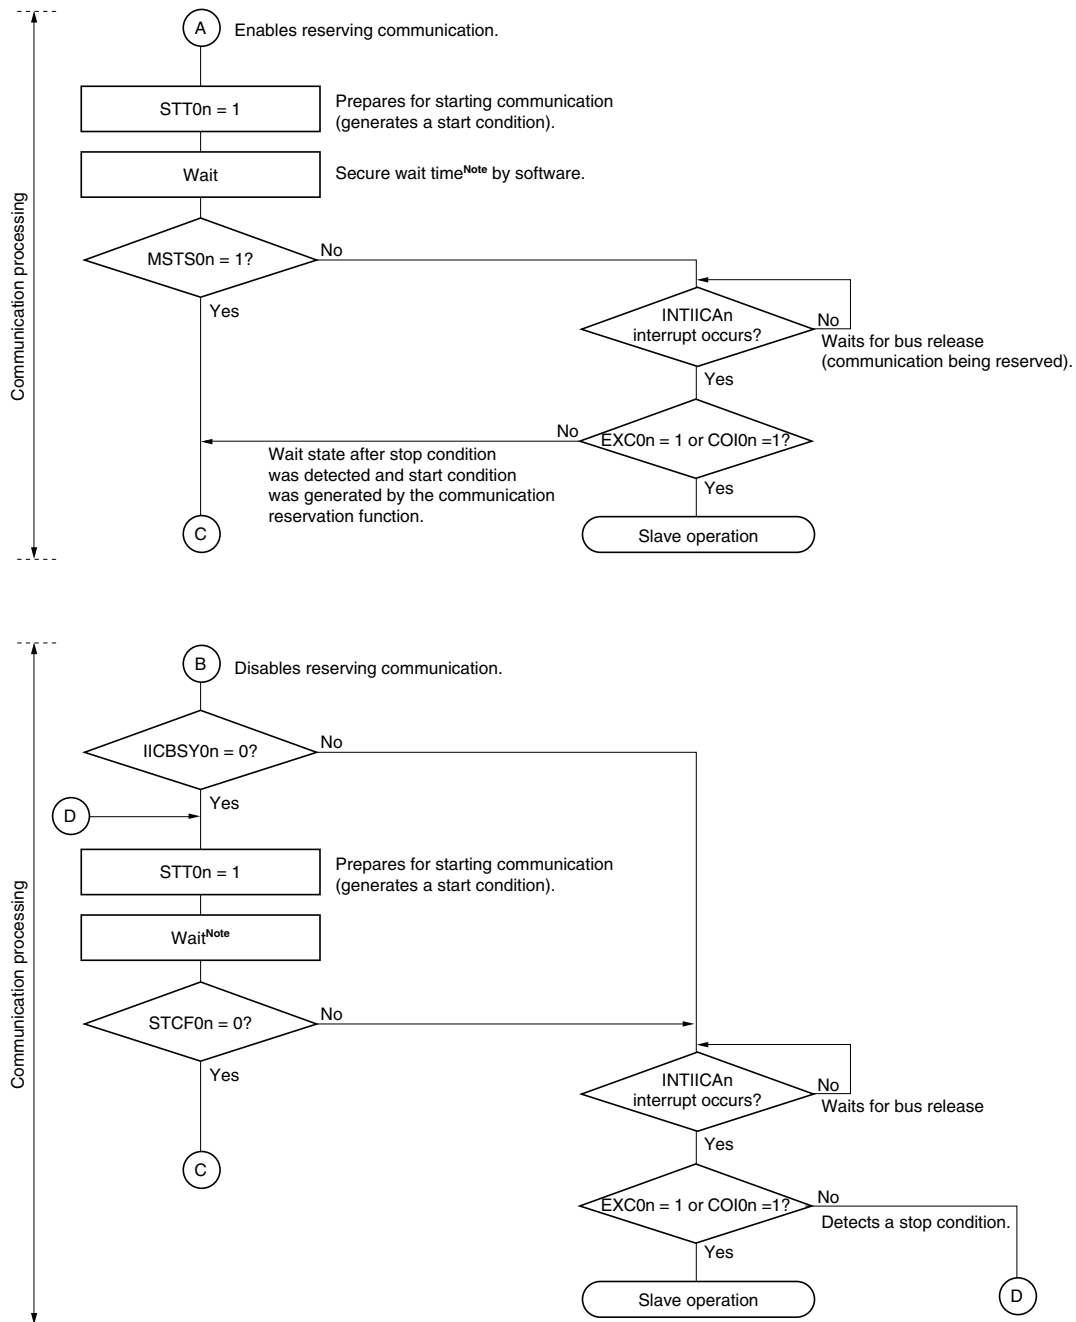 A
Enables reserving communication.
STT0n = 1
Prepares for starting communication
(generates a start condition).
Wait
Secure wait timeNote by software.
MSTS0n = 1?
No
Yes
INTIICAn
interrupt occurs?
No
Waits for bus release
(communication being reserved).
Yes
EXC0n = 1 or COI0n =1?
No
Wait state after stop condition
was detected and start condition
was generated by the communication
reservation function.
Yes
C
Slave operation
Communication processing
B
Disables reserving communication.
IICBSY0n = 0?
No
Yes
D
STT0n = 1
Prepares for starting communication
(generates a start condition).
WaitNote
STCF0n = 0?
No
Yes
INTIICAn
interrupt occurs?
No
Waits for bus release
Yes
C
EXC0n = 1 or COI0n =1?
No
Detects a stop condition.
Yes
Slave operation
D
Communication processing